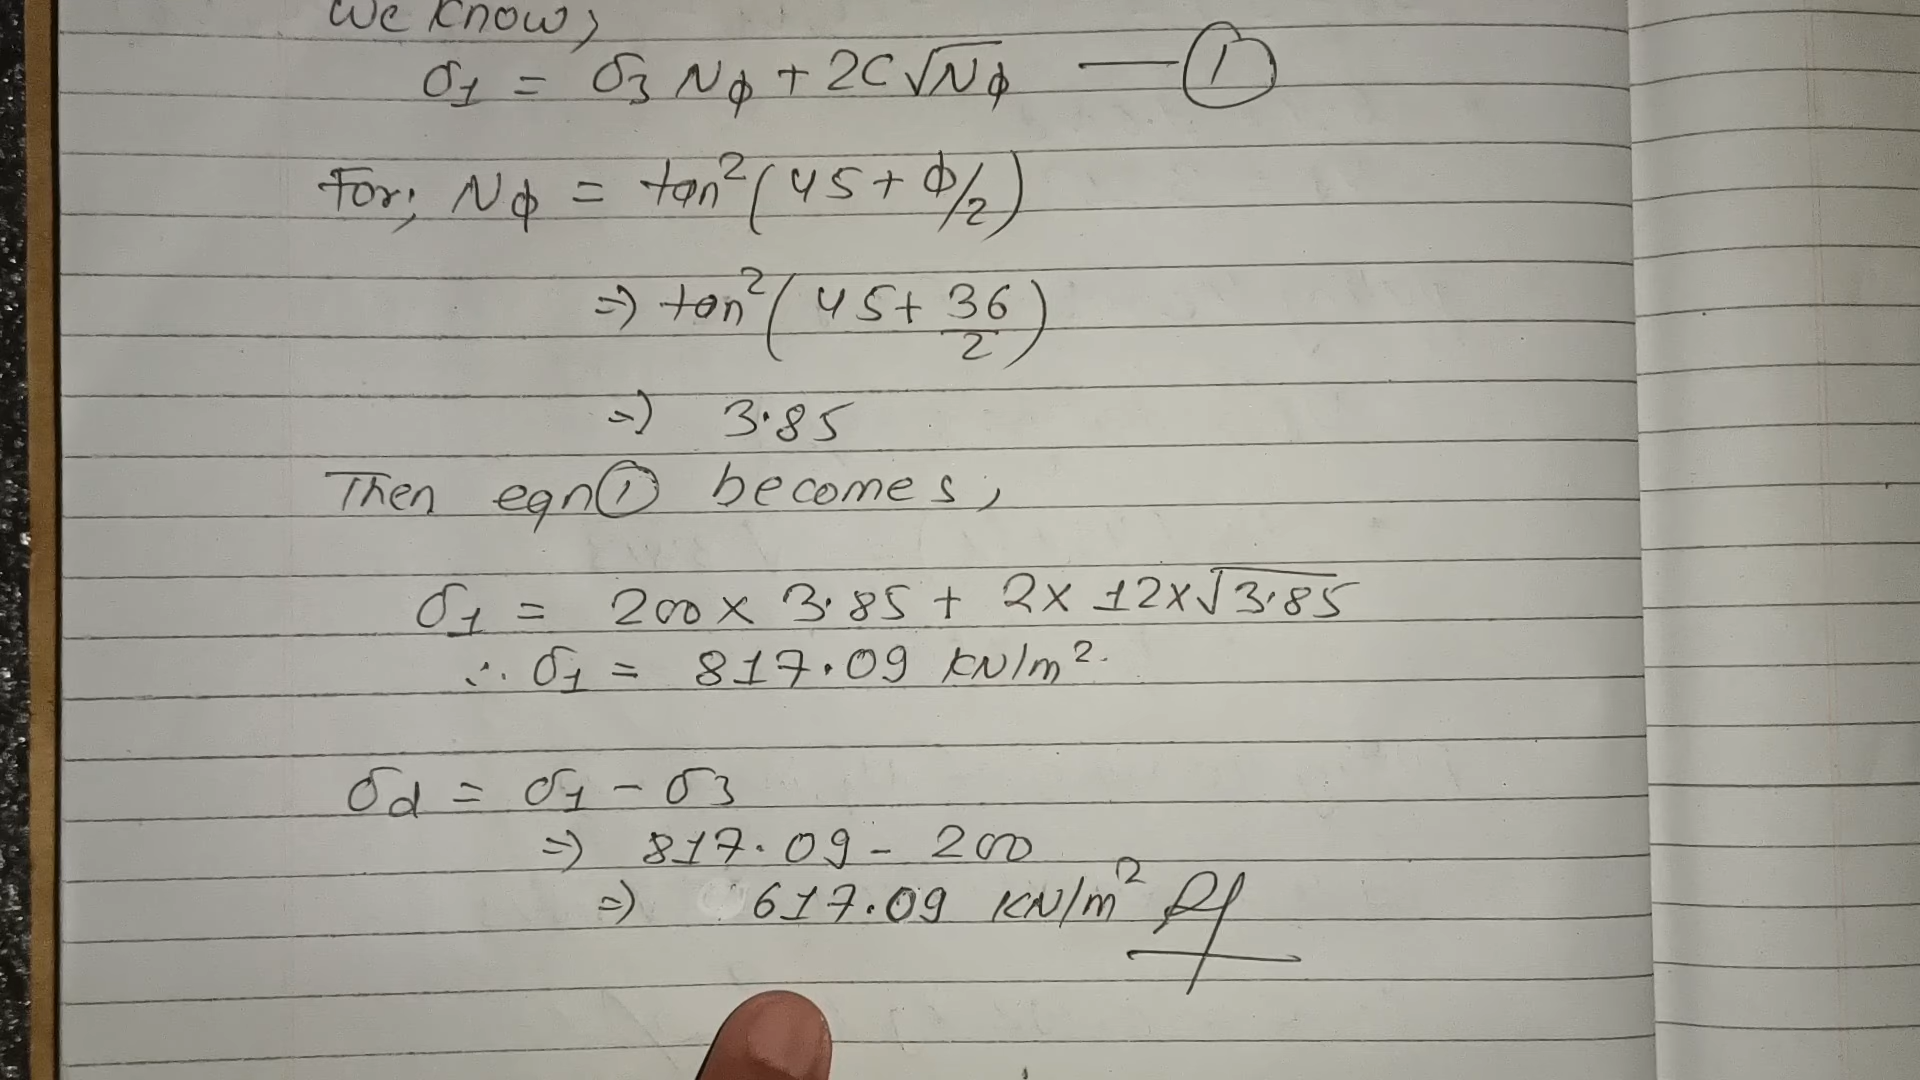 We know,
σ1 = σ3 Nϕ + 2C √Nϕ — ①
For; Nϕ = tan²(45 + ϕ/2)
=) tan²(45 + 36/2)
=) 3.85
Then eqn ① becomes,
σ1 = 200 x 3.85 + 2 x 12 x √3.85
∴ σ1 = 817.09 KN/m².
σd = σ1 - σ3
=) 817.09 - 200
=) 617.09 KN/m²